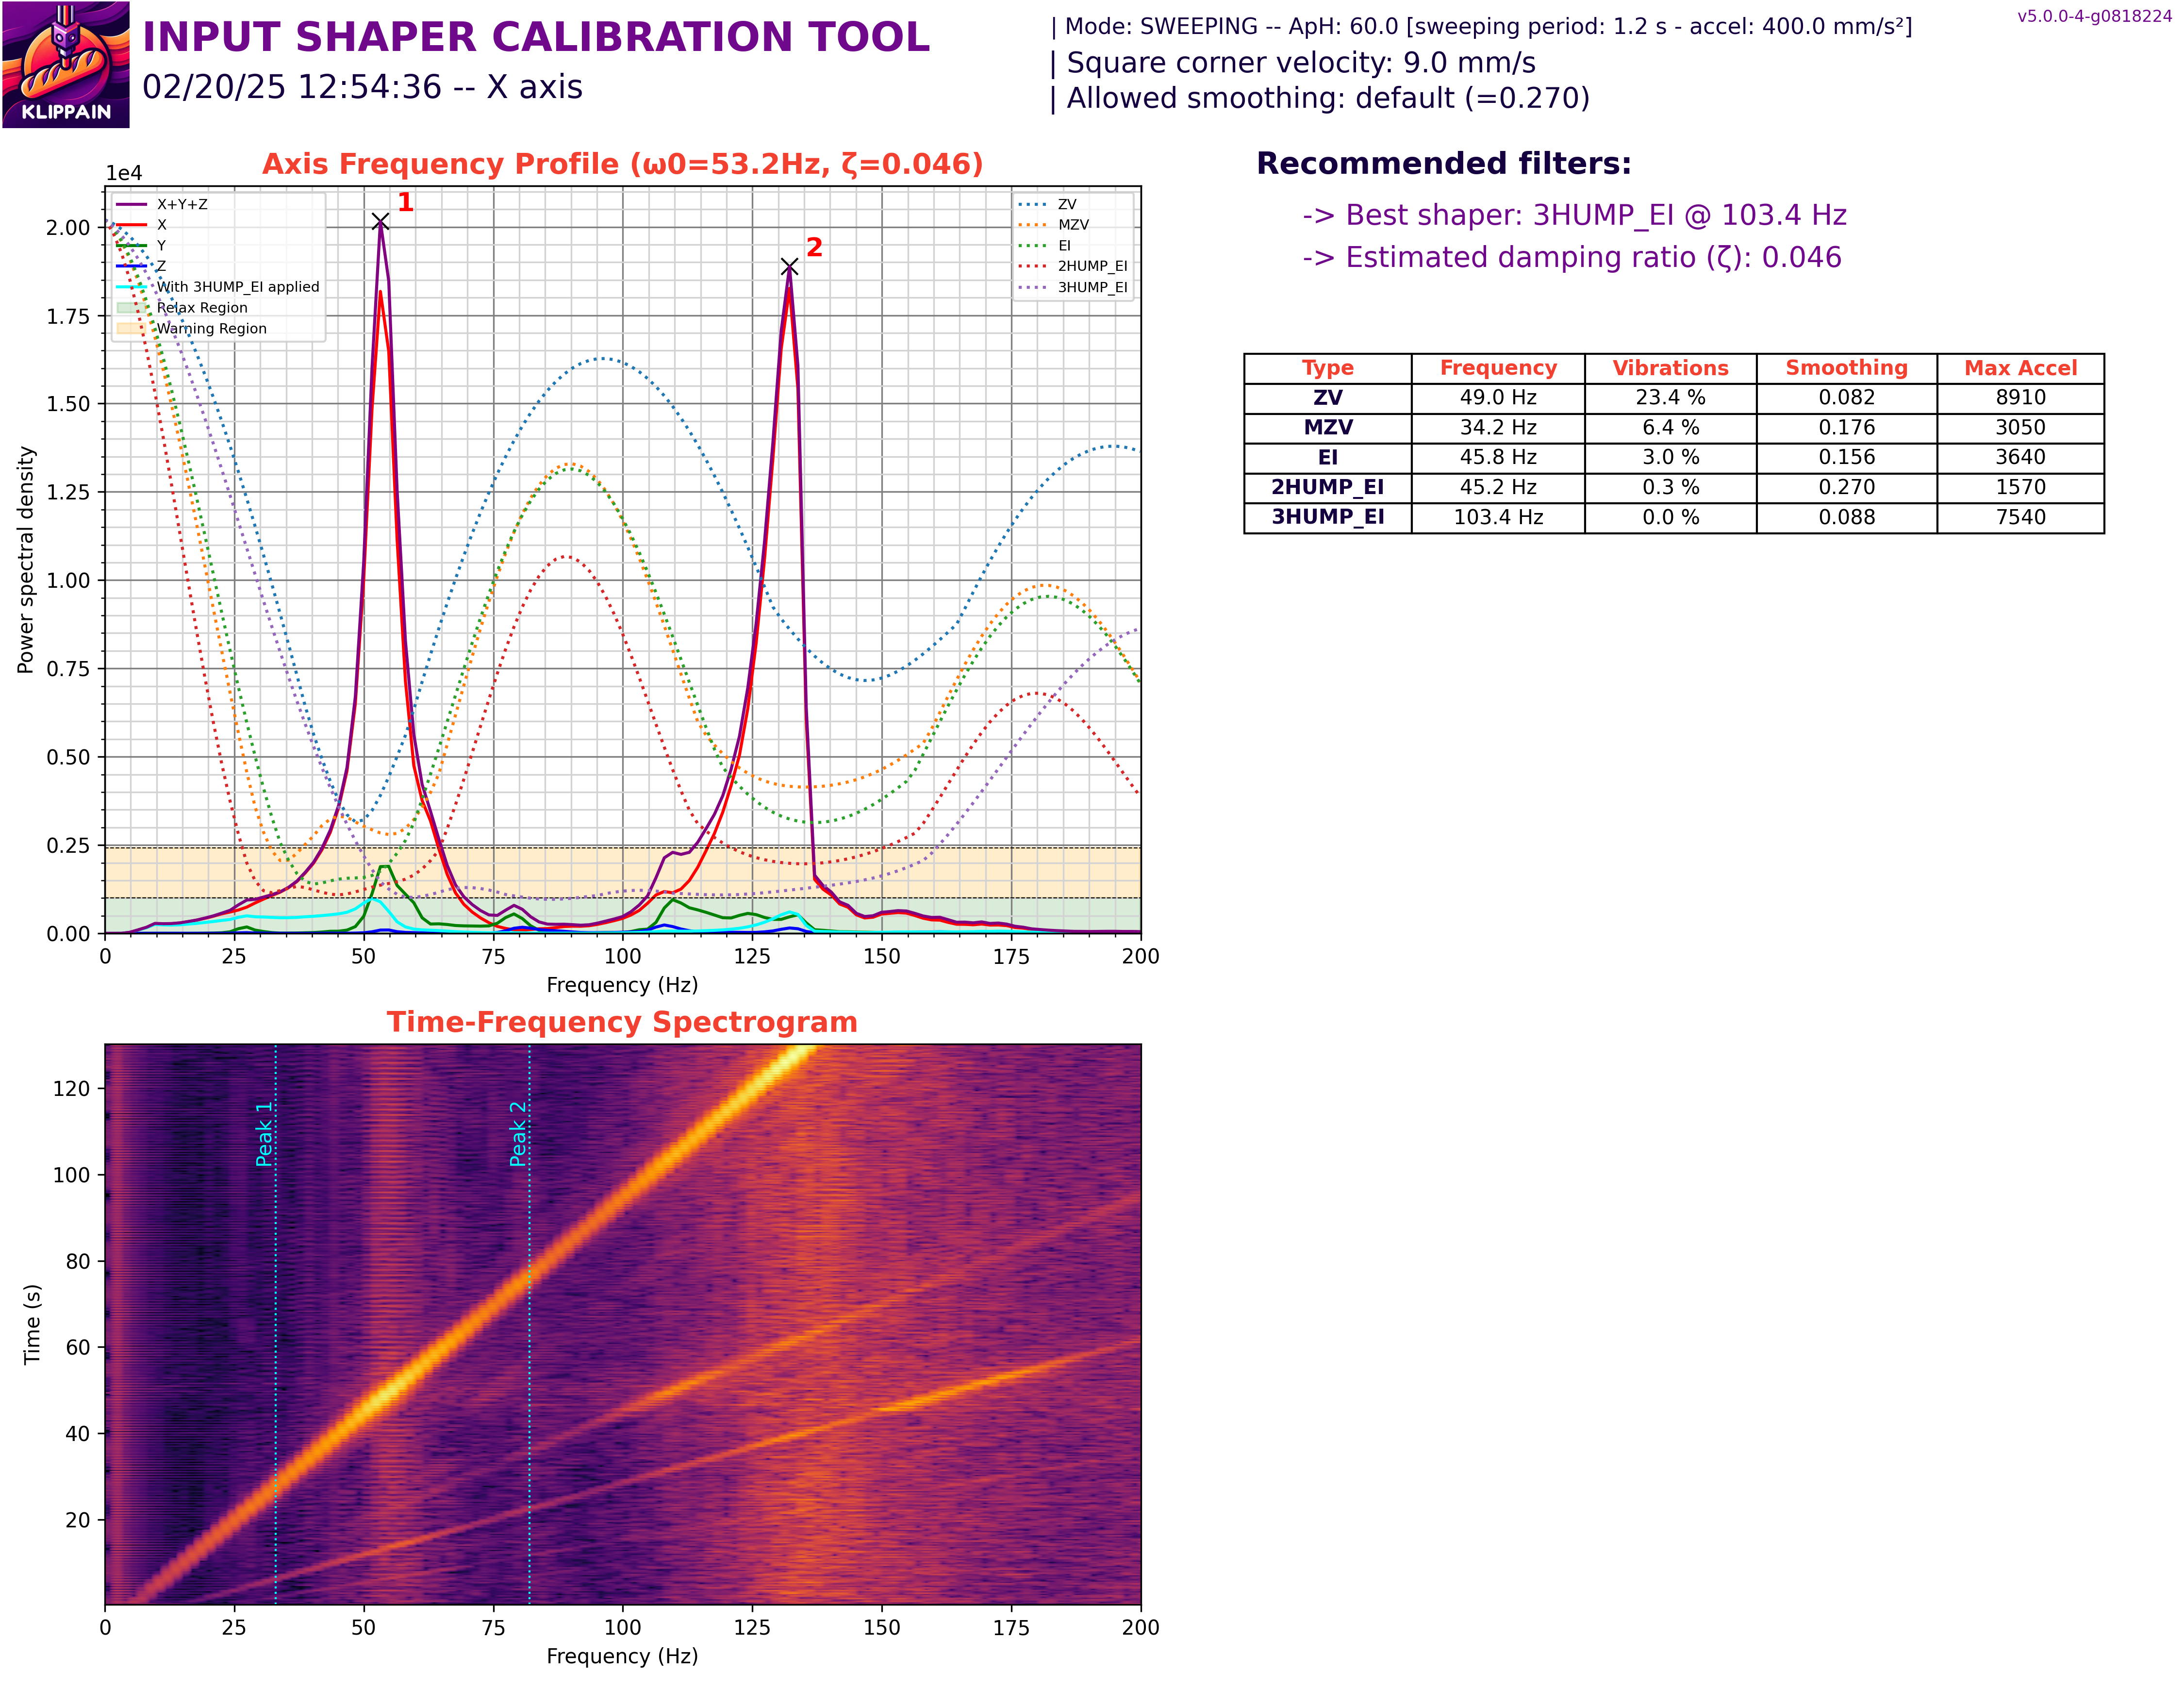 KLIPPAIN
INPUT SHAPER CALIBRATION TOOL
02/20/25 12:54:36 -- X axis
| Mode: SWEEPING -- ApH: 60.0 [sweeping period: 1.2 s - accel: 400.0 mm/s²]
| Square corner velocity: 9.0 mm/s
| Allowed smoothing: default (=0.270)
v5.0.0-4-g0818224
Axis Frequency Profile (ω0=53.2Hz, ζ=0.046)
1e4
X+Y+Z
X
Y
Z
With 3HUMP_EI applied
Relax Region
Warning Region
1
2
ZV
MZV
EI
2HUMP_EI
3HUMP_EI
Power spectral density
2.00
1.75
1.50
1.25
1.00
0.75
0.50
0.25
0.00
0 25 50 75 100 125 150 175 200
Frequency (Hz)
Recommended filters:
-> Best shaper: 3HUMP_EI @ 103.4 Hz
-> Estimated damping ratio (ζ): 0.046
Type Frequency Vibrations Smoothing Max Accel
ZV 49.0 Hz 23.4 % 0.082 8910
MZV 34.2 Hz 6.4 % 0.176 3050
EI 45.8 Hz 3.0 % 0.156 3640
2HUMP_EI 45.2 Hz 0.3 % 0.270 1570
3HUMP_EI 103.4 Hz 0.0 % 0.088 7540
Time-Frequency Spectrogram
Time (s)
120
100
80
60
40
20
Peak 1
Peak 2
0 25 50 75 100 125 150 175 200
Frequency (Hz)